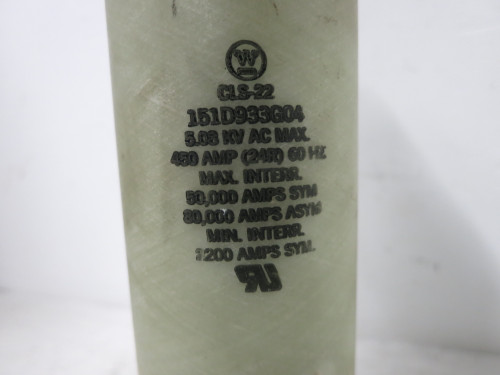 W
CLS-22
151D933G04
5.08 KV AC MAX.
450 AMP (24R) 60 HZ
MAX. INTERR.
50,000 AMPS SYM
80,000 AMPS ASYM
MIN. INTERR.
1200 AMPS SYM.